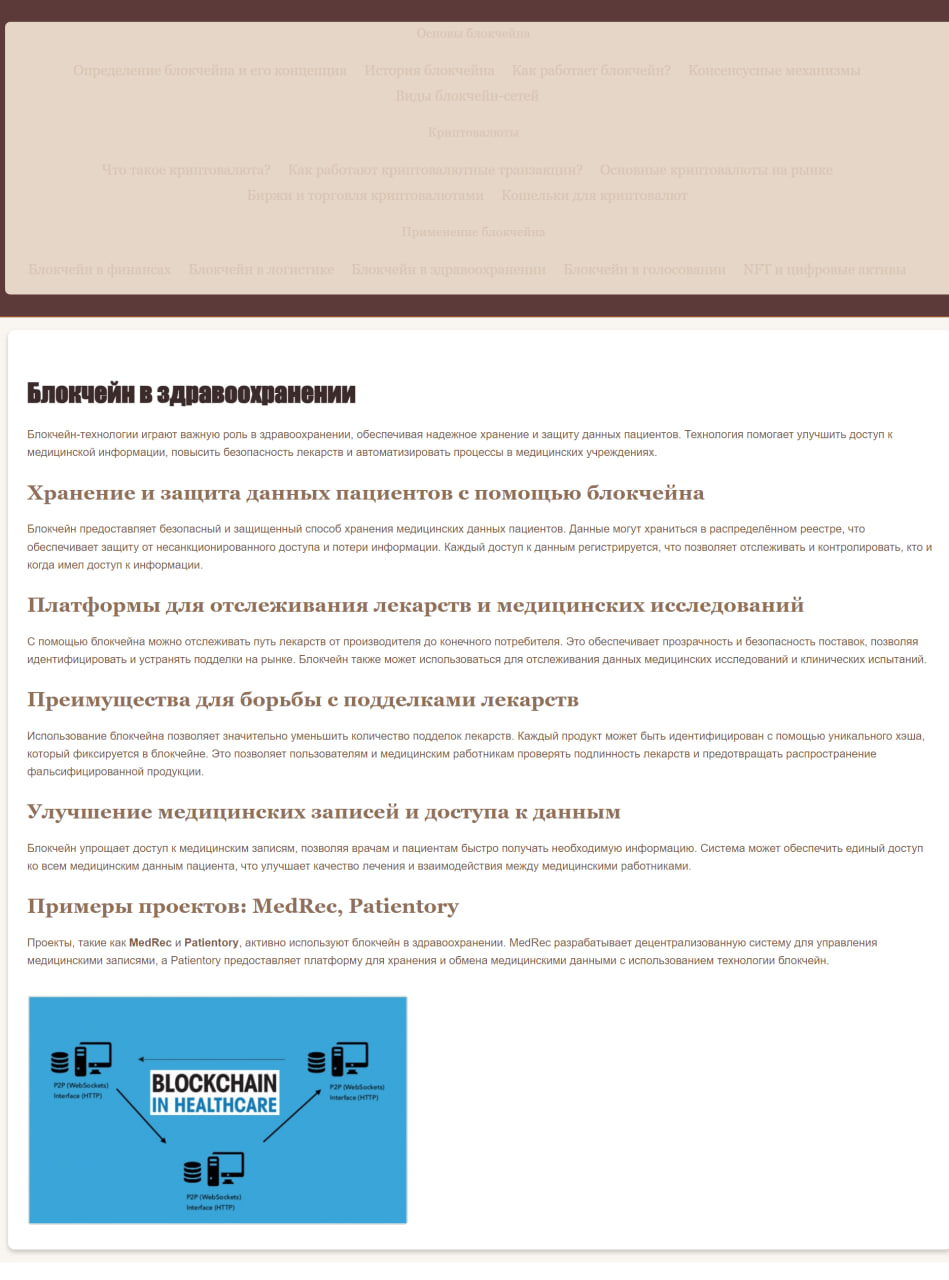 Основы блокчейна
Определение блокчейна и его концепция История блокчейна Как работает блокчейн? Консенсусные механизмы
Виды блокчейн-сетей
Криптовалюты
Что такое криптовалюта? Как работают криптовалютные транзакции? Основные криптовалюты на рынке
Биржи и торговля криптовалютами Кошельки для криптовалют
Применение блокчейна
Блокчейн в финансах Блокчейн в логистике Блокчейн в здравоохранении Блокчейн в голосовании NFT и цифровые активы
Блокчейн в здравоохранении
Блокчейн-технологии играют важную роль в здравоохранении, обеспечивая надежное хранение и защиту данных пациентов. Технология помогает улучшить доступ к
медицинской информации, повысить безопасность лекарств и автоматизировать процессы в медицинских учреждениях.
Хранение и защита данных пациентов с помощью блокчейна
Блокчейн предоставляет безопасный и защищенный способ хранения медицинских данных пациентов. Данные могут храниться в распределённом реестре, что
обеспечивает защиту от несанкционированного доступа и потери информации. Каждый доступ к данным регистрируется, что позволяет отслеживать и контролировать, кто и
когда имел доступ к информации.
Платформы для отслеживания лекарств и медицинских исследований
С помощью блокчейна можно отслеживать путь лекарств от производителя до конечного потребителя. Это обеспечивает прозрачность и безопасность поставок, позволяя
идентифицировать и устранять подделки на рынке. Блокчейн также может использоваться для отслеживания данных медицинских исследований и клинических испытаний.
Преимущества для борьбы с подделками лекарств
Использование блокчейна позволяет значительно уменьшить количество подделок лекарств. Каждый продукт может быть идентифицирован с помощью уникального хэша,
который фиксируется в блокчейне. Это позволяет пользователям и медицинским работникам проверять подлинность лекарств и предотвращать распространение
фальсифицированной продукции.
Улучшение медицинских записей и доступа к данным
Блокчейн упрощает доступ к медицинским записям, позволяя врачам и пациентам быстро получать необходимую информацию. Система может обеспечить единый доступ
ко всем медицинским данным пациента, что улучшает качество лечения и взаимодействия между медицинскими работниками.
Примеры проектов: MedRec, Patientory
Проекты, такие как MedRec и Patientory, активно используют блокчейн в здравоохранении. MedRec разрабатывает децентрализованную систему для управления
медицинскими записями, а Patientory предоставляет платформу для хранения и обмена медицинскими данными с использованием технологии блокчейн.
P2P (WebSockets)
Interface (HTTP)
BLOCKCHAIN
IN HEALTHCARE
P2P (WebSockets)
Interface (HTTP)
P2P (WebSockets)
Interface (HTTP)